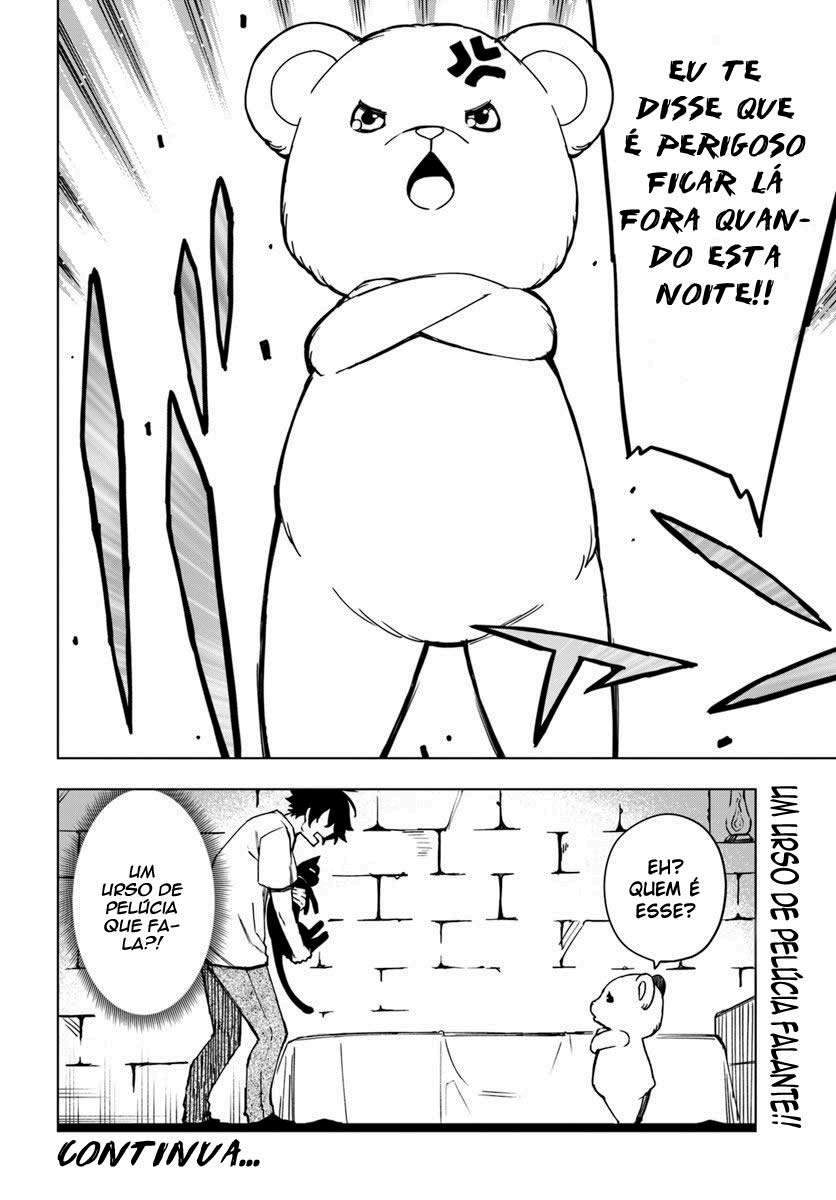 EU TE
DISSE QUE
É PERIGOSO
FICAR LÁ
FORA QUAN-
DO ESTA
NOITE!!
EH?
QUEM É
ESSE?
UM
URSO DE
PELÚCIA
QUE FA-
LA?!
UM URSO DE PELÚCIA FALANTE!!
CONTINUA...